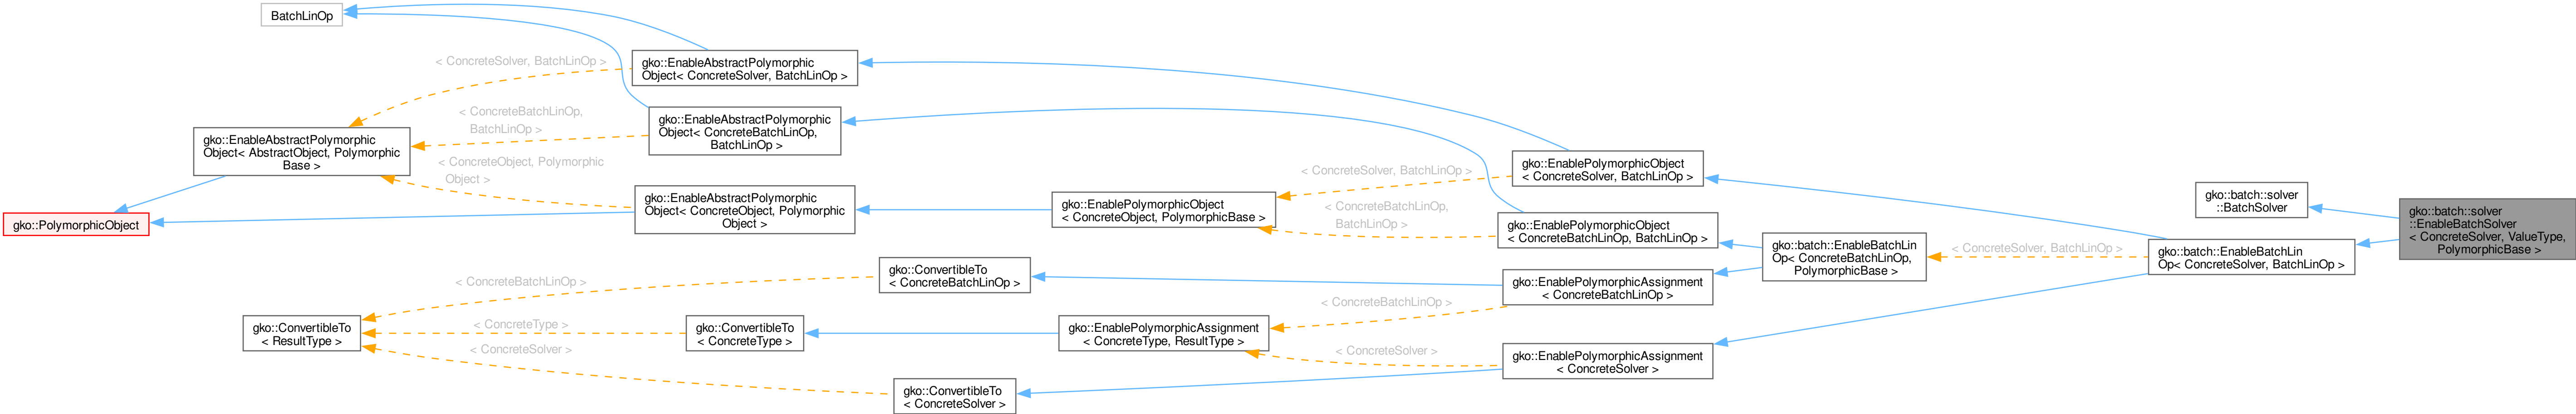 BatchLinOp
gko::EnableAbstractPolymorphic
Object< ConcreteSolver, BatchLinOp >
< ConcreteSolver, BatchLinOp >
< ConcreteBatchLinOp,
BatchLinOp >
gko::EnableAbstractPolymorphic
Object< ConcreteBatchLinOp,
BatchLinOp >
gko::EnableAbstractPolymorphic
Object< AbstractObject, Polymorphic
Base >
< ConcreteObject, Polymorphic
Object >
gko::PolymorphicObject
gko::EnableAbstractPolymorphic
Object< ConcreteObject, Polymorphic
Object >
gko::EnablePolymorphicObject
< ConcreteObject, PolymorphicBase >
< ConcreteSolver, BatchLinOp >
< ConcreteBatchLinOp,
BatchLinOp >
gko::EnablePolymorphicObject
< ConcreteSolver, BatchLinOp >
gko::EnablePolymorphicObject
< ConcreteBatchLinOp, BatchLinOp >
gko::batch::EnableBatchLin
Op< ConcreteBatchLinOp,
PolymorphicBase >
< ConcreteSolver, BatchLinOp >
gko::batch::solver
::BatchSolver
gko::batch::EnableBatchLin
Op< ConcreteSolver, BatchLinOp >
gko::batch::solver
::EnableBatchSolver
< ConcreteSolver, ValueType,
PolymorphicBase >
gko::ConvertibleTo
< ConcreteBatchLinOp >
< ConcreteBatchLinOp >
gko::EnablePolymorphicAssignment
< ConcreteBatchLinOp >
< ConcreteBatchLinOp >
gko::ConvertibleTo
< ResultType >
< ConcreteType >
gko::ConvertibleTo
< ConcreteType >
gko::EnablePolymorphicAssignment
< ConcreteType, ResultType >
< ConcreteSolver >
< ConcreteSolver >
gko::EnablePolymorphicAssignment
< ConcreteSolver >
gko::ConvertibleTo
< ConcreteSolver >